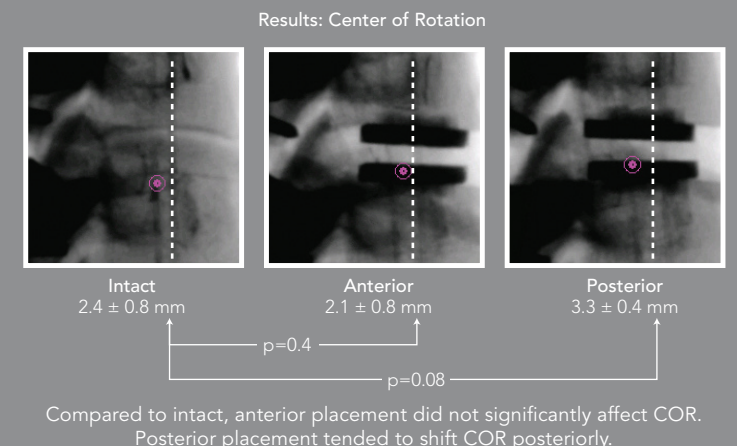 Results: Center of Rotation
Intact
2.4 ± 0.8 mm
Anterior
2.1 ± 0.8 mm
Posterior
3.3 ± 0.4 mm
p=0.4
p=0.08
Compared to intact, anterior placement did not significantly affect COR.
Posterior placement tended to shift COR posteriorly.